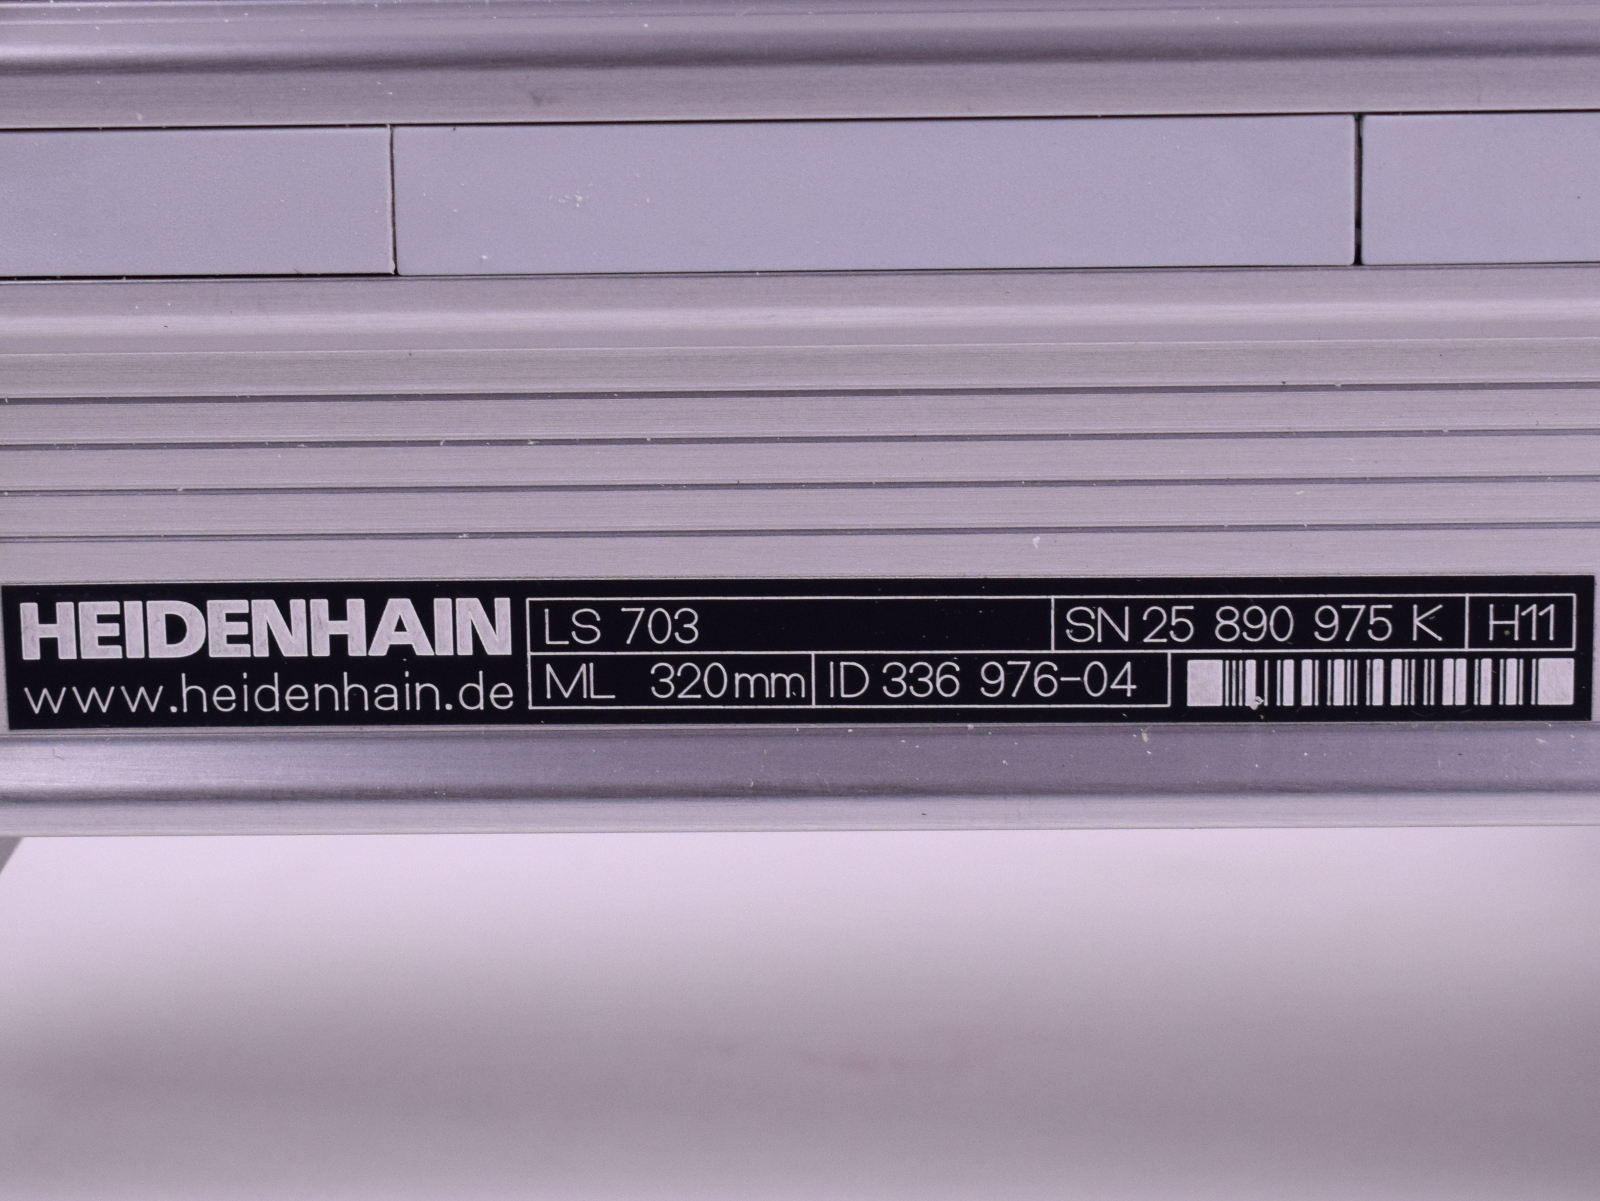 HEIDENHAIN
www.heidenhain.de
LS 703
SN 25 890 975 K
H11
ML 320mm
ID 336 976-04